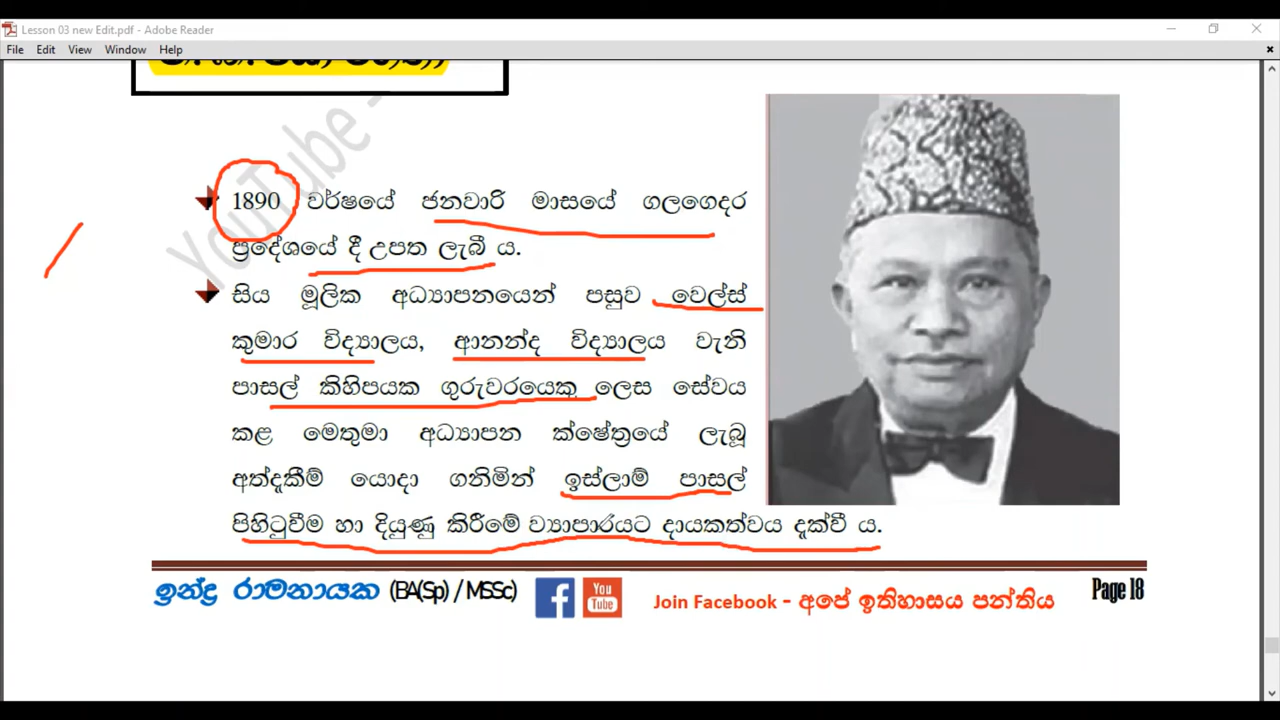 Lesson 03 new Edit.pdf - Adobe Reader
File Edit View Window Help
YouTube -
1890 වර්ෂයේ ජනවාරි මාසයේ ගලගෙදර
ප්‍රදේශයේ දී උපත ලැබී ය.
සිය මූලික අධ්‍යාපනයෙන් පසුව වෙල්ස්
කුමාර විද්‍යාලය, ආනන්ද විද්‍යාලය වැනි
පාසල් කිහිපයක ගුරුවරයෙකු ලෙස සේවය
කළ මෙතුමා අධ්‍යාපන ක්ෂේත්‍රයේ ලැබූ
අත්දැකීම් යොදා ගනිමින් ඉස්ලාම් පාසල්
පිහිටුවීම හා දියුණු කිරීමේ ව්‍යාපාරයට දායකත්වය දැක්වී ය.
ඉන්ද්‍ර රාමනායක (BA(Sp) / MSSc)
f You Tube
Join Facebook - අපේ ඉතිහාසය පන්තිය
Page 18